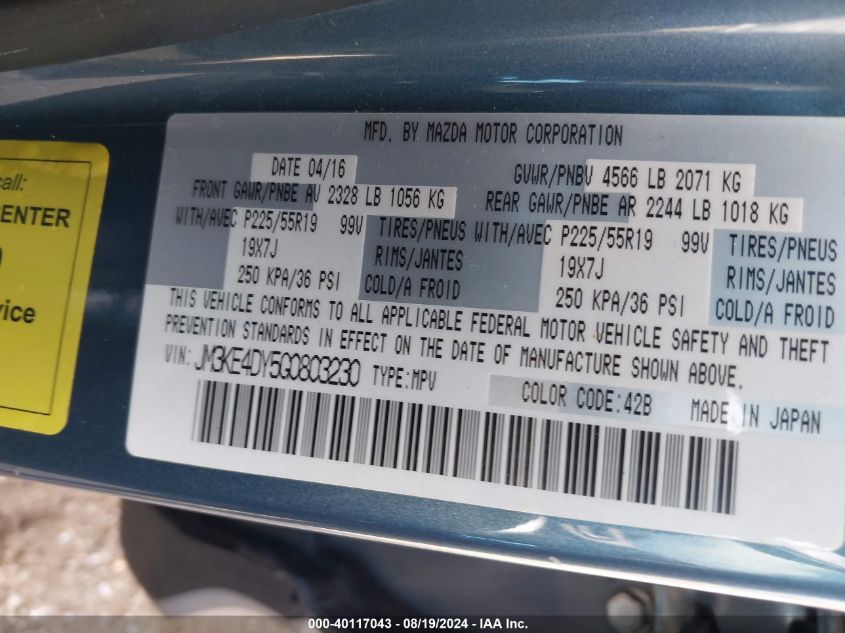 MFD. BY MAZDA MOTOR CORPORATION
DATE 04/16
GVWR/PNBV 4566 LB 2071 KG
FRONT GAWR/PNBE AV 2328 LB 1056 KG
REAR GAWR/PNBE AR 2244 LB 1018 KG
WITH/AVEC P225/55R19 99V TIRES/PNEUS WITH/AVEC P225/55R19 99V TIRES/PNEUS
19X7J RIMS/JANTES 19X7J RIMS/JANTES
250 KPA/36 PSI COLD/A FROID 250 KPA/36 PSI COLD/A FROID
THIS VEHICLE CONFORMS TO ALL APPLICABLE FEDERAL MOTOR VEHICLE SAFETY AND THEFT
PREVENTION STANDARDS IN EFFECT ON THE DATE OF MANUFACTURE SHOWN ABOVE.
VIN: JM3KE4DY5G0803230 TYPE:MPV
COLOR CODE:42B MADE IN JAPAN
call:
ENTER
vice
000-40117043 - 08/19/2024 - IAA Inc.